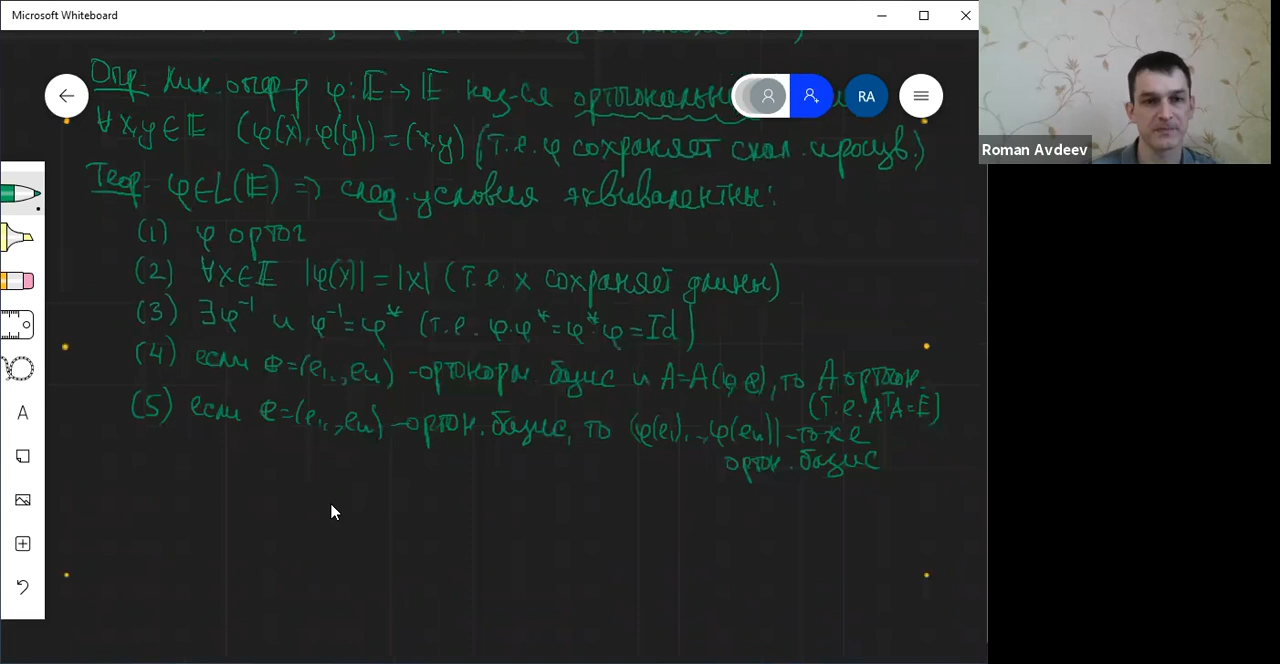 Microsoft Whiteboard
Опр. Лин. опер-р φ: 𝔼 → 𝔼 наз-ся
∀x,y ∈ 𝔼 (φ(x), φ(y)) = (x,y) (т.е. φ сохраняет скал. произв.)
RA
Roman Avdeev
Теор. φ ∈ L(𝔼) ⇒ след. условия эквивалентны:
(1) φ ортог
(2) ∀x ∈ 𝔼 |φ(x)| = |x| (т.е. x сохраняет длины)
(3) ∃φ⁻¹ и φ⁻¹ = φ* (т.е. φ·φ* = φ*·φ = Id)
(4) если e = (e₁,..,eₙ) - ортонорм базис и A = A(φ, e), то A ортогон.
(т.е. AᵀA = E)
(5) если e = (e₁,..,eₙ) - ортон. базис, то (φ(e₁),..,φ(eₙ)) - тоже
ортон. базис
A